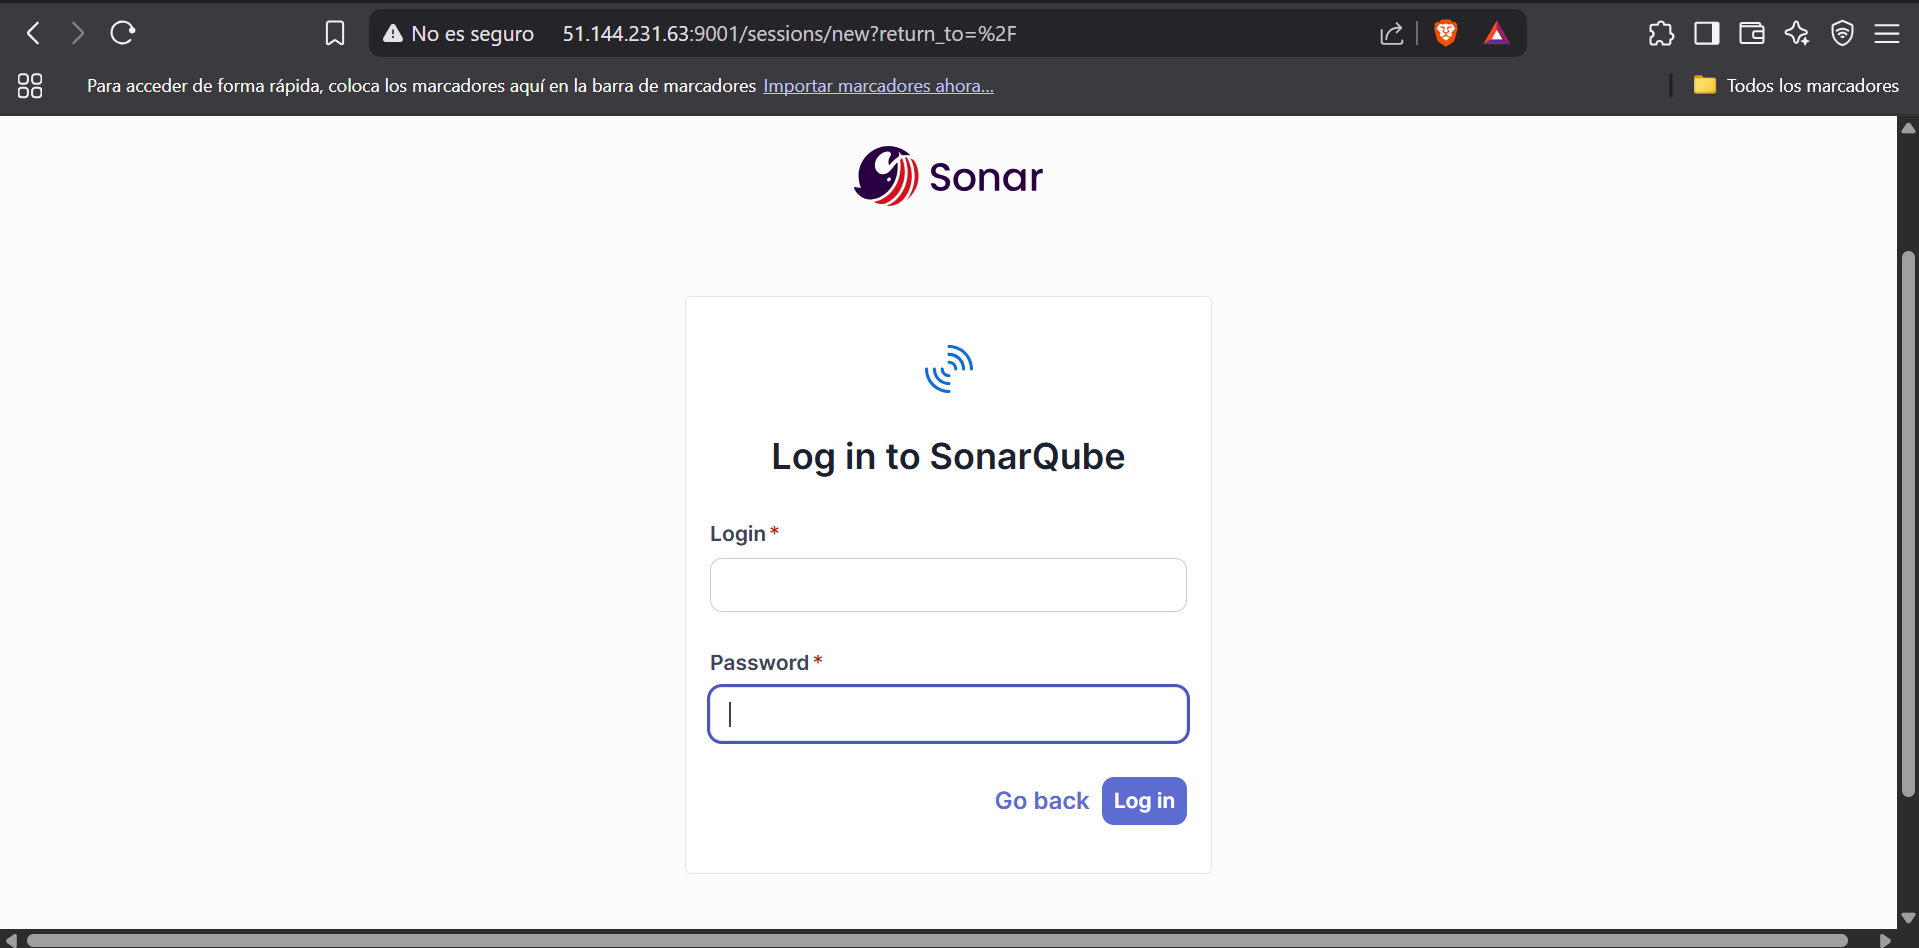 No es seguro 51.144.231.63:9001/sessions/new?return_to=%2F
Para acceder de forma rápida, coloca los marcadores aquí en la barra de marcadores Importar marcadores ahora... Todos los marcadores
Sonar
Log in to SonarQube
Login *
Password *
Go back Log in